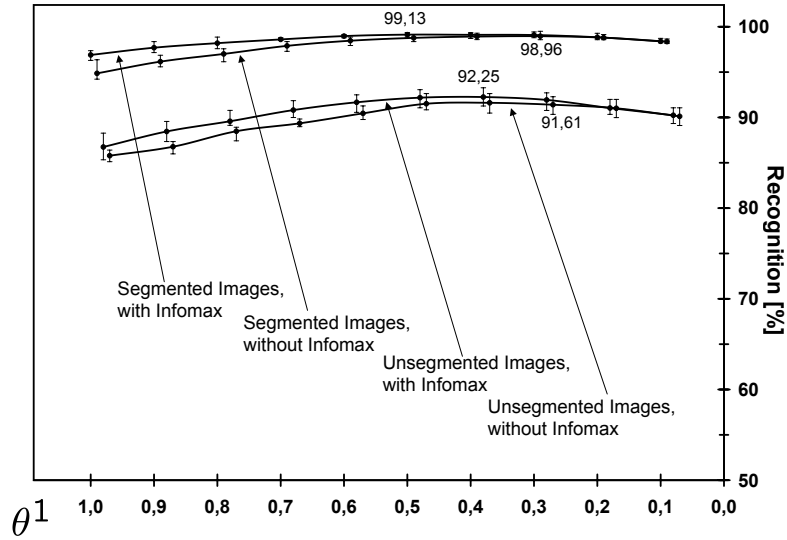 99,13
98,96
92,25
91,61
Segmented Images,
with Infomax
Segmented Images,
without Infomax
Unsegmented Images,
with Infomax
Unsegmented Images,
without Infomax
100
90
80
70
60
50
Recognition [%]
θ1 1,0 0,9 0,8 0,7 0,6 0,5 0,4 0,3 0,2 0,1 0,0